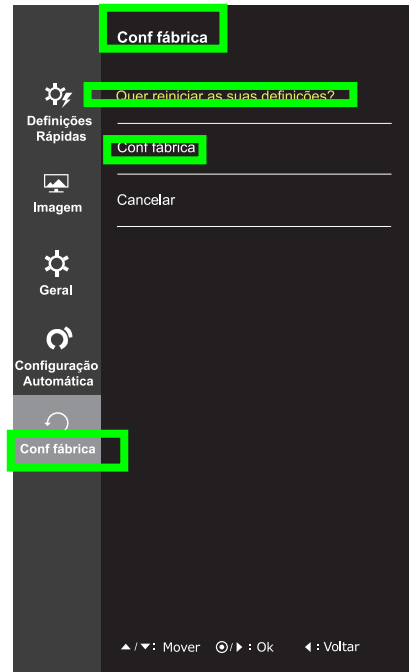 Conf fábrica
Quer reiniciar as suas definições?
Conf fábrica
Cancelar
Definições
Rápidas
Imagem
Geral
Configuração
Automática
Conf fábrica
▲/▼: Mover ⦿/▶ : Ok ◀ : Voltar